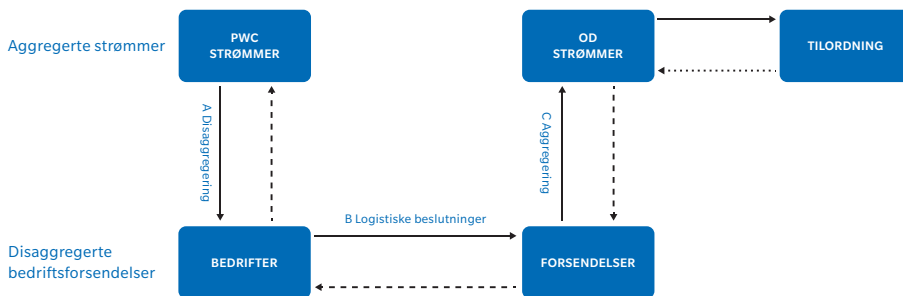 Aggregerte strømmer
PWC
STRØMMER
OD
STRØMMER
TILORDNING
A Disaggregering
C Aggregering
B Logistiske beslutninger
Disaggregerte
bedriftsforsendelser
BEDRIFTER
FORSENDELSER